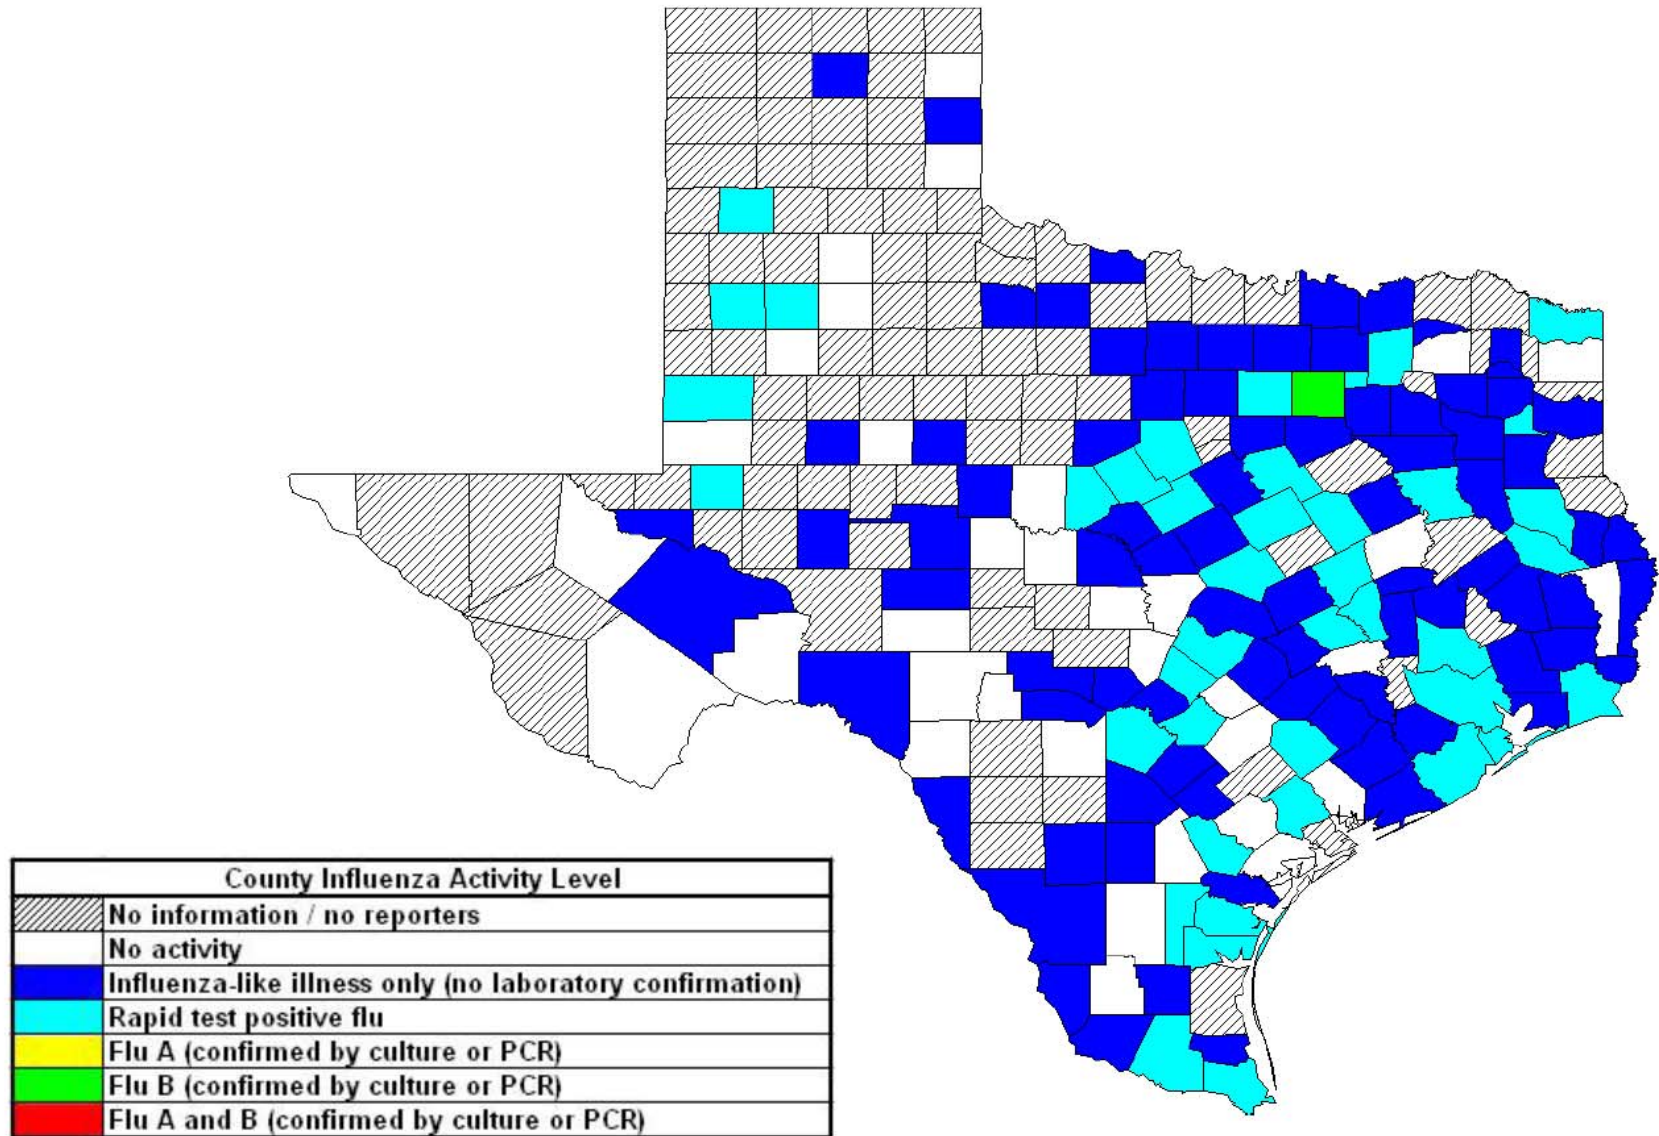 County Influenza Activity Level
No information / no reporters
No activity
Influenza-like illness only (no laboratory confirmation)
Rapid test positive flu
Flu A (confirmed by culture or PCR)
Flu B (confirmed by culture or PCR)
Flu A and B (confirmed by culture or PCR)